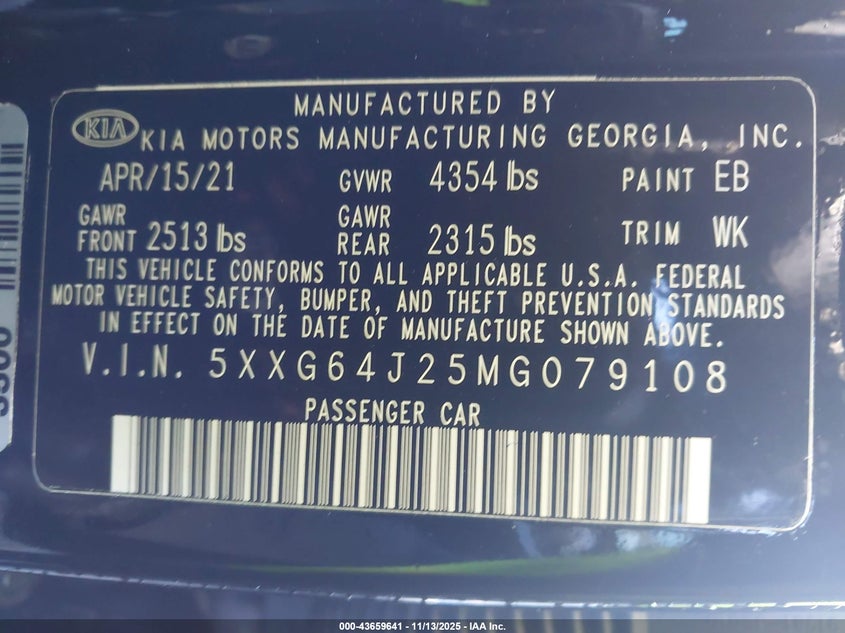 MANUFACTURED BY
KIA KIA MOTORS MANUFACTURING GEORGIA, INC.
APR/15/21 GVWR 4354 lbs PAINT EB
GAWR FRONT 2513 lbs GAWR REAR 2315 lbs TRIM WK
THIS VEHICLE CONFORMS TO ALL APPLICABLE U.S.A. FEDERAL
MOTOR VEHICLE SAFETY, BUMPER, AND THEFT PREVENTION STANDARDS
IN EFFECT ON THE DATE OF MANUFACTURE SHOWN ABOVE.
V.I.N. 5XXG64J25MG079108
PASSENGER CAR
000-43659641 - 11/13/2025 - IAA Inc.